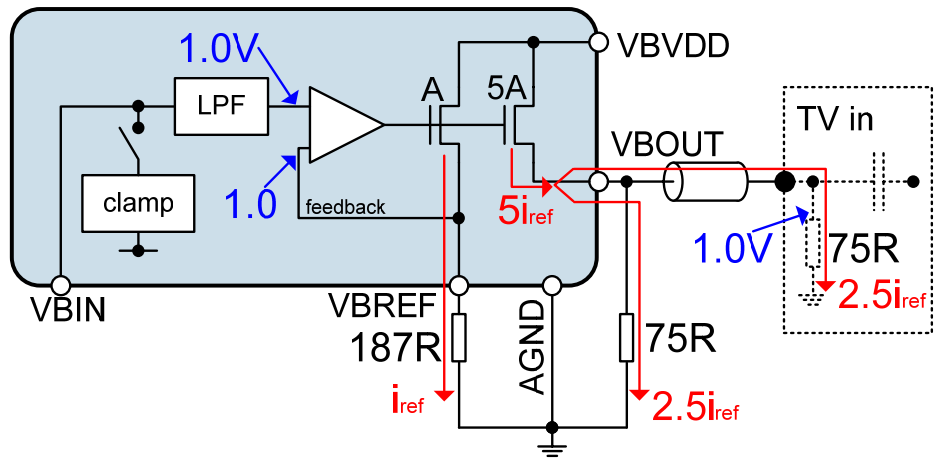 1.0V
VBVDD
A
5A
LPF
TV in
VBOUT
clamp
1.0
feedback
5iref
1.0V
75R
2.5iref
VBIN
VBREF
187R
AGND
75R
iref
2.5iref